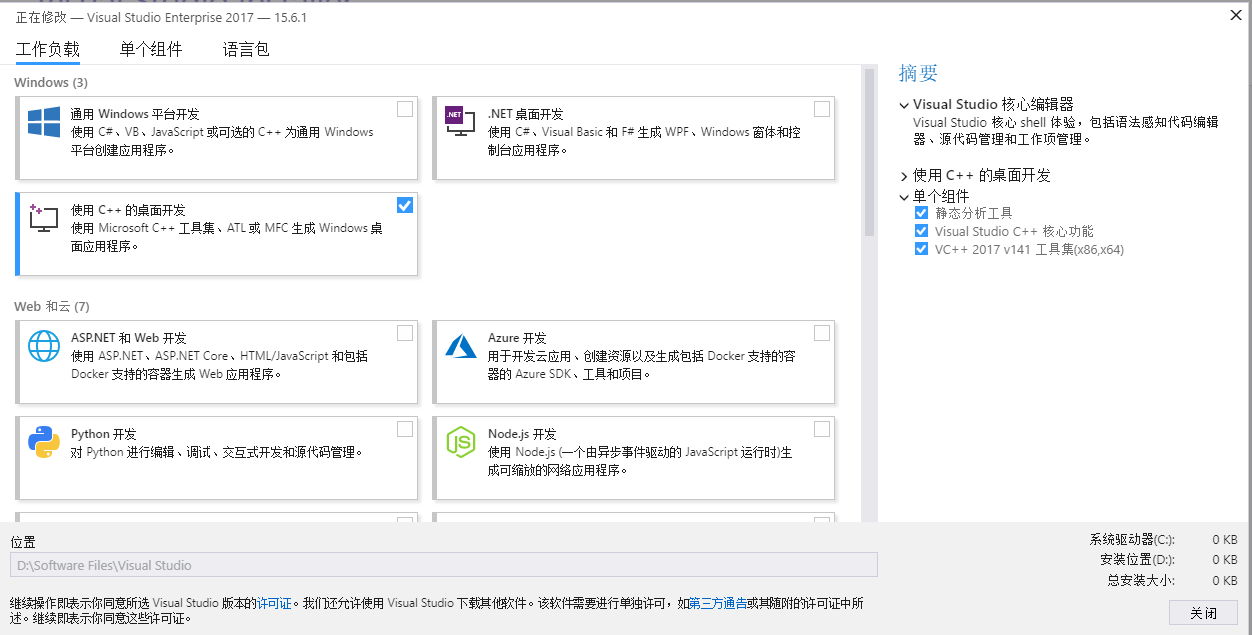 正在修改 — Visual Studio Enterprise 2017 — 15.6.1
工作负载 单个组件 语言包
Windows (3)
通用 Windows 平台开发
使用 C#、VB、JavaScript 或可选的 C++ 为通用 Windows
平台创建应用程序。
.NET
.NET 桌面开发
使用 C#、Visual Basic 和 F# 生成 WPF、Windows 窗体和控
制台应用程序。
使用 C++ 的桌面开发
使用 Microsoft C++ 工具集、ATL 或 MFC 生成 Windows 桌
面应用程序。
Web 和云 (7)
ASP.NET 和 Web 开发
使用 ASP.NET、ASP.NET Core、HTML/JavaScript 和包括
Docker 支持的容器生成 Web 应用程序。
Azure 开发
用于开发云应用、创建资源以及生成包括 Docker 支持的容
器的 Azure SDK、工具和项目。
Python 开发
对 Python 进行编辑、调试、交互式开发和源代码管理。
JS
Node.js 开发
使用 Node.js (一个由异步事件驱动的 JavaScript 运行时)生
成可缩放的网络应用程序。
摘要
Visual Studio 核心编辑器
Visual Studio 核心 shell 体验，包括语法感知代码编辑
器、源代码管理和工作项管理。
使用 C++ 的桌面开发
单个组件
静态分析工具
Visual Studio C++ 核心功能
VC++ 2017 v141 工具集(x86,x64)
位置
D:\Software Files\Visual Studio
继续操作即表示你同意所选 Visual Studio 版本的许可证。我们还允许使用 Visual Studio 下载其他软件。该软件需要进行单独许可，如第三方通告或其随附的许可证中所
述。继续即表示你同意这些许可证。
系统驱动器(C:): 0 KB
安装位置(D:): 0 KB
总安装大小: 0 KB
关闭